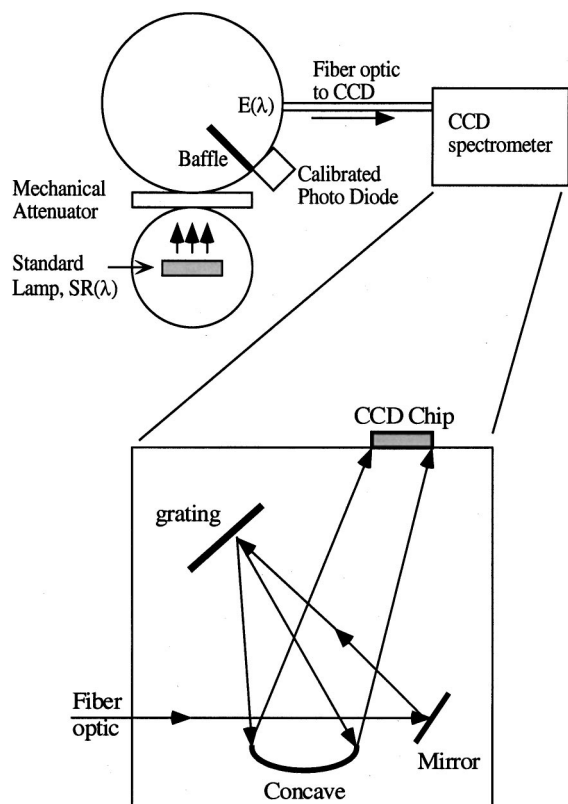 Fiber optic
to CCD
E(λ)
CCD
spectrometer
Baffle
Calibrated
Photo Diode
Mechanical
Attenuator
Standard
Lamp, SR(λ)
CCD Chip
grating
Fiber
optic
Mirror
Concave